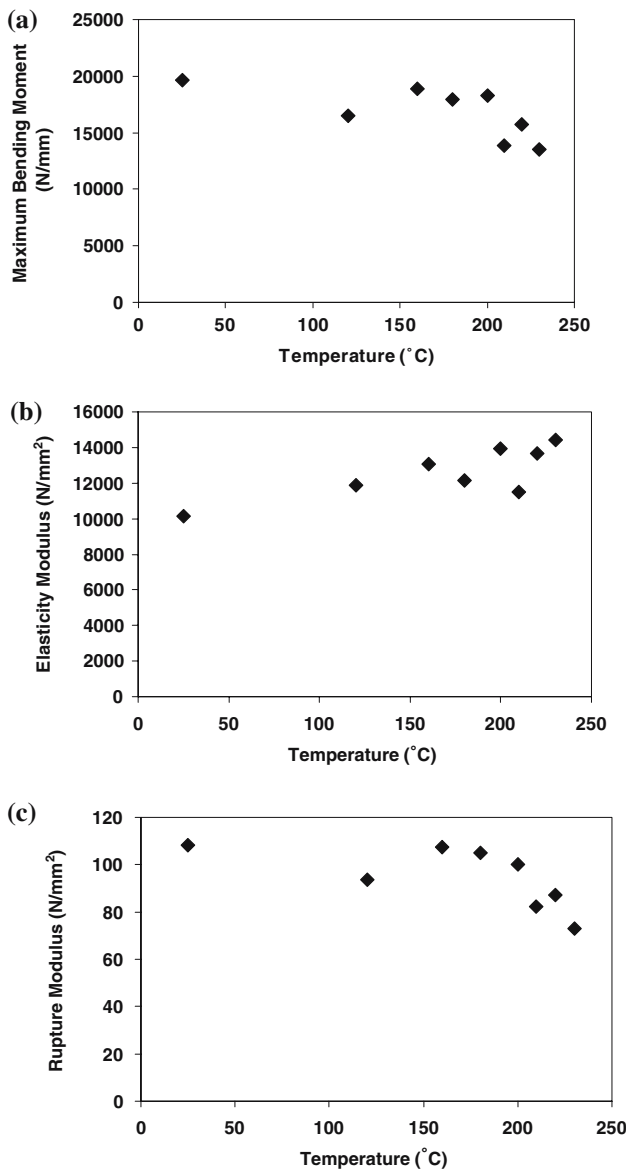 (a)
25000
20000
15000
10000
5000
0
Maximum Bending Moment
(N/mm)
0 50 100 150 200 250
Temperature (˚C)
(b)
16000
14000
12000
10000
8000
6000
4000
2000
0
Elasticity Modulus (N/mm²)
0 50 100 150 200 250
Temperature (˚C)
(c)
120
100
80
60
40
20
0
Rupture Modulus (N/mm²)
0 50 100 150 200 250
Temperature (˚C)